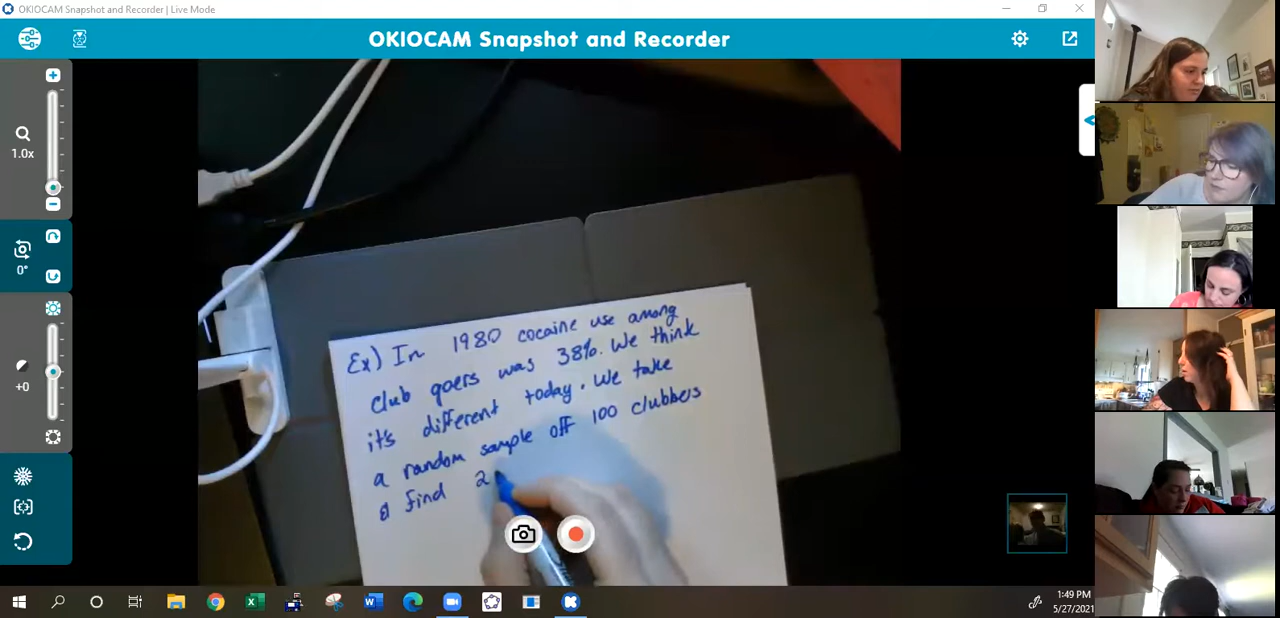 OKIOCAM Snapshot and Recorder | Live Mode
OKIOCAM Snapshot and Recorder
1.0x
0°
+0
Ex) In 1980 cocaine use among
club goers was 38%. We think
it's different today. We take
a random sample off 100 clubbers
& find 2
1:49 PM
5/27/2021